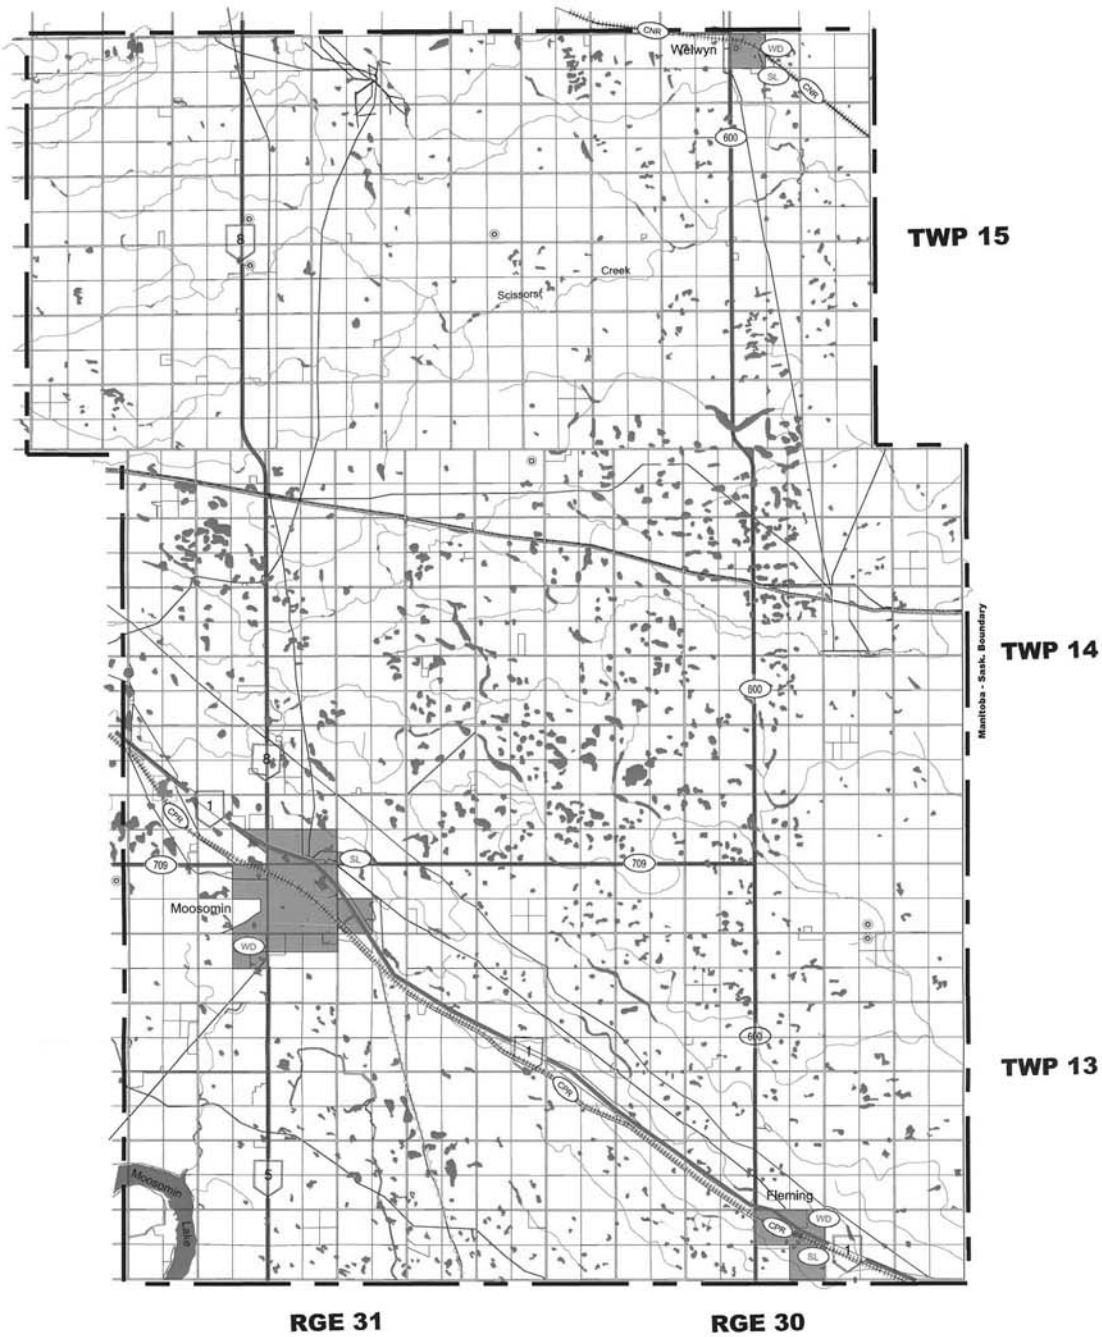 CNR
Welwyn
WD
SL
CNR
600
TWP 15
8
Creek
Scissors
Manitoba - Sask. Boundary
TWP 14
600
8
1
CPR
709
SL
709
Moosomin
WD
1
600
TWP 13
CPR
5
Moosomin
Lake
Fleming
WD
CPR
1
SL
RGE 31
RGE 30